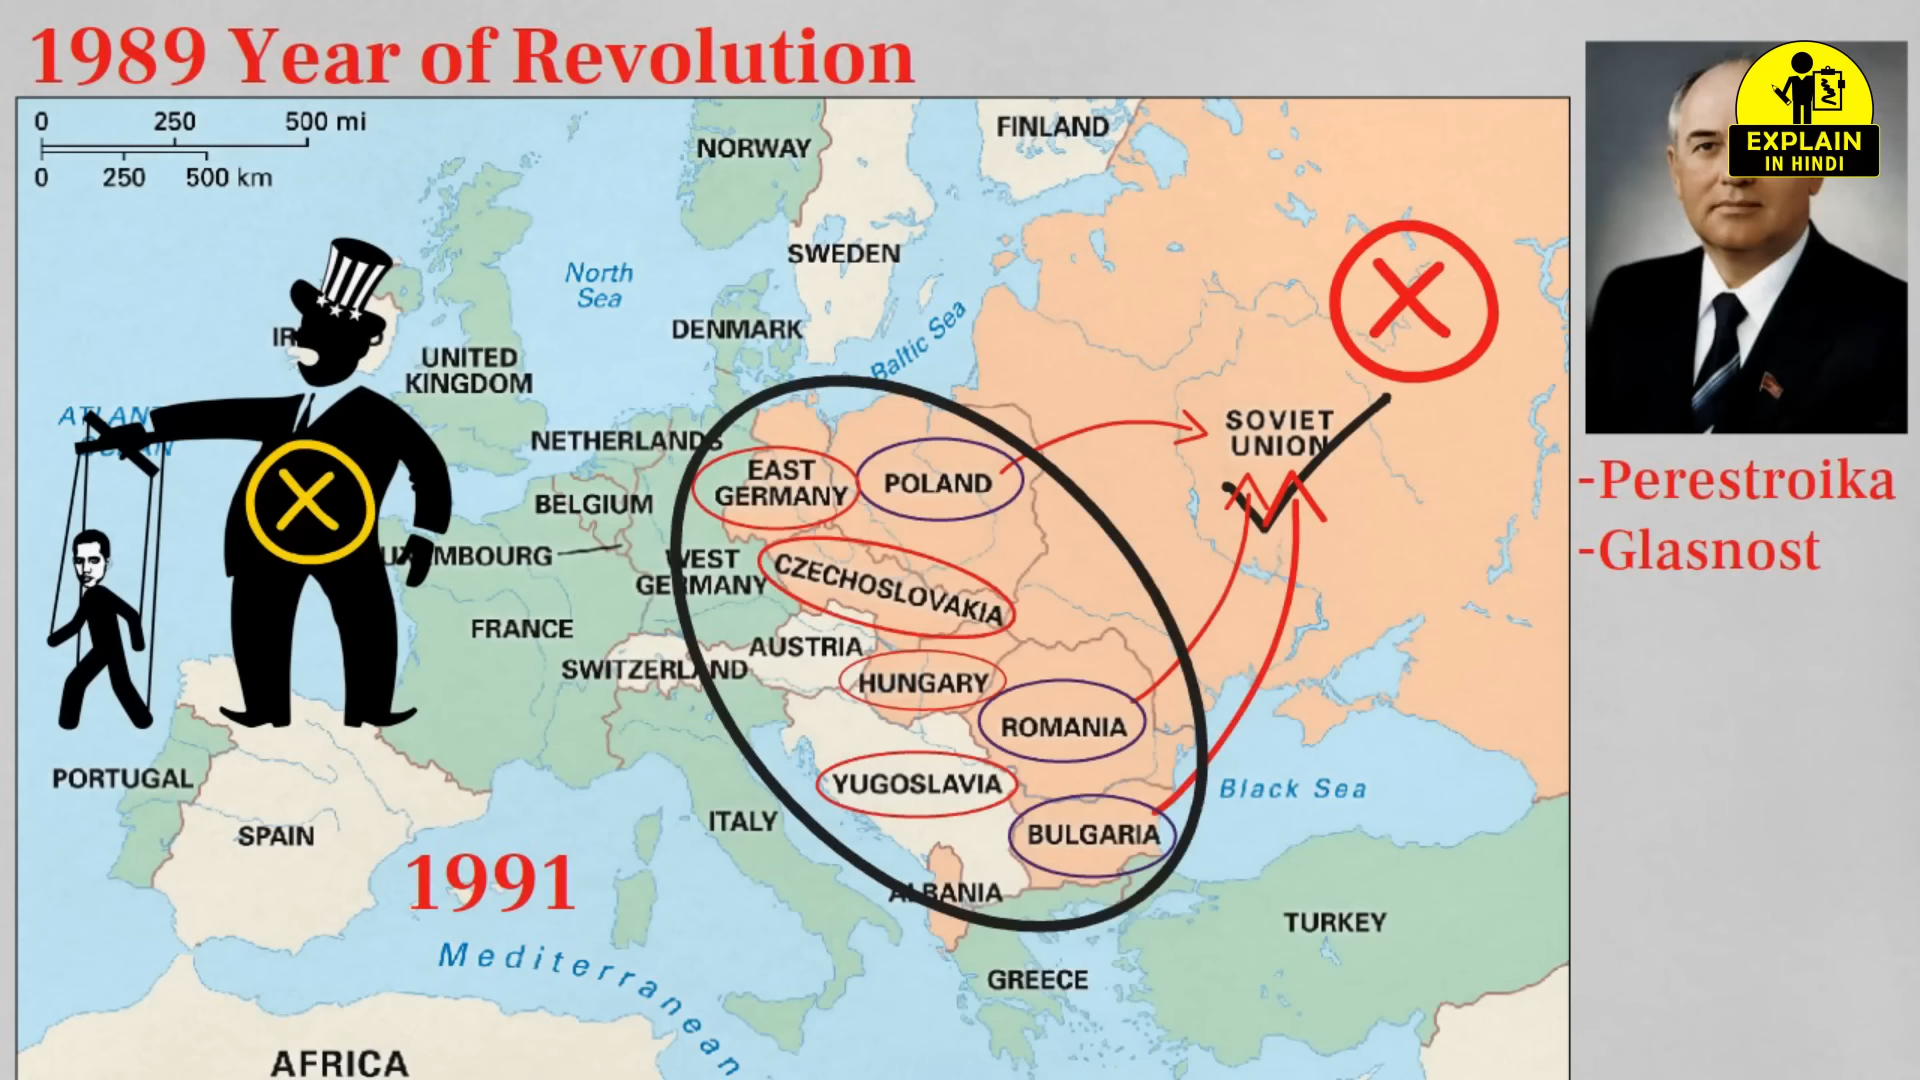 1989 Year of Revolution
0 250 500 mi
0 250 500 km
NORWAY
FINLAND
SWEDEN
North
Sea
DENMARK
Baltic Sea
UNITED
KINGDOM
SOVIET
UNION
NETHERLANDS
EAST
GERMANY
POLAND
BELGIUM
WEST
GERMANY
CZECHOSLOVAKIA
FRANCE
AUSTRIA
SWITZERLAND
HUNGARY
ROMANIA
PORTUGAL
YUGOSLAVIA
Black Sea
SPAIN
ITALY
BULGARIA
1991
ALBANIA
TURKEY
Mediterranean
GREECE
AFRICA
EXPLAIN
IN HINDI
-Perestroika
-Glasnost